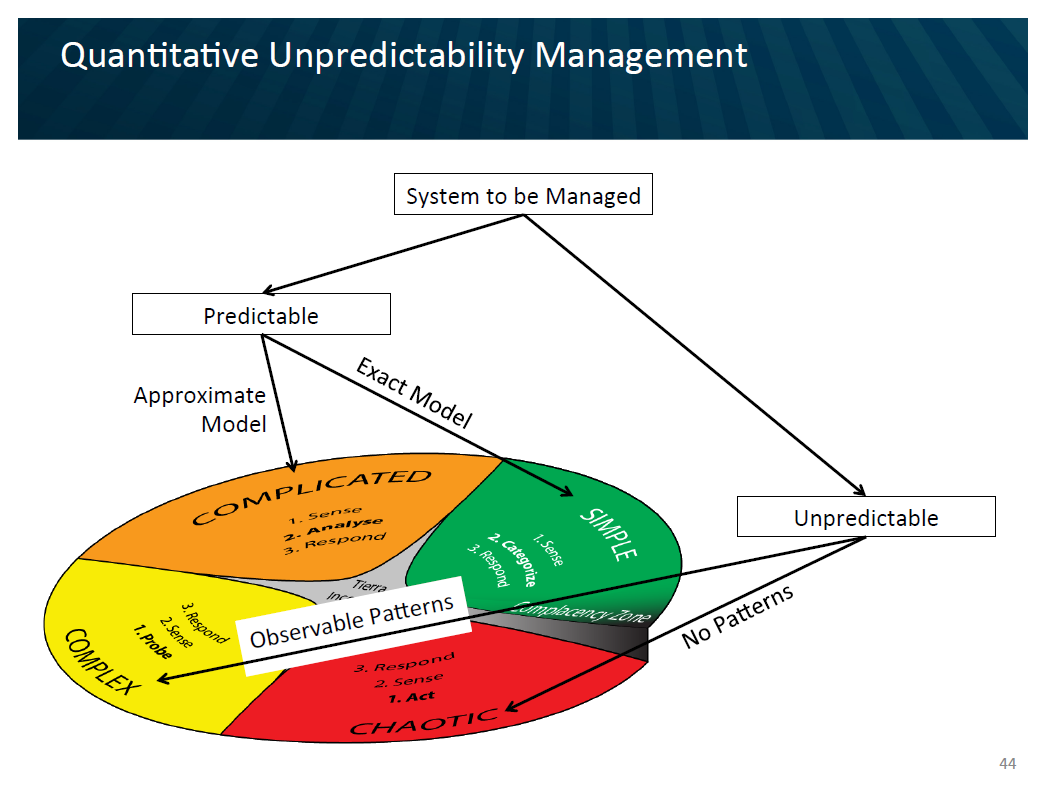 Quantitative Unpredictability Management
System to be Managed
Predictable
Approximate
Model
Exact Model
COMPLICATED
1. Sense
2- Analyse
3. Respond
SIMPLE
1. Sense
2. Categorize
3. Respond
Complacency Zone
Unpredictable
Tierra
Observable Patterns
No Patterns
3. Respond
2. Sense
1. Probe
COMPLEX
3. Respond
2. Sense
1. Act
CHAOTIC
44